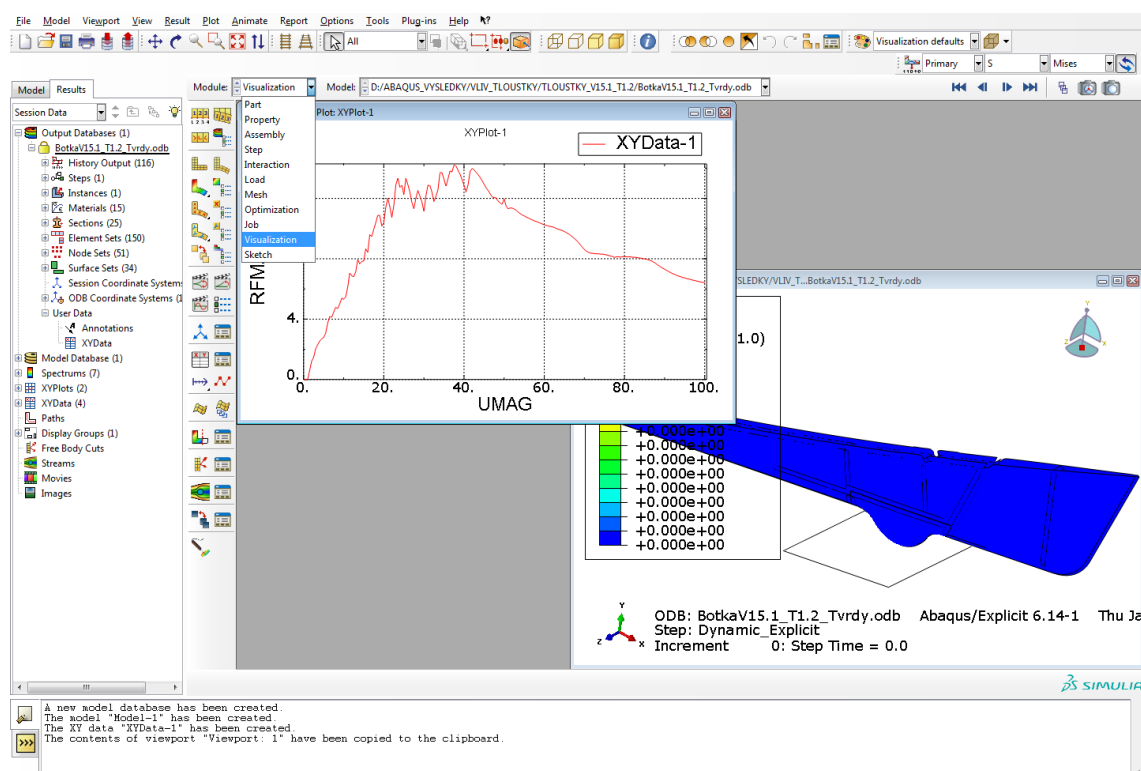 File Model Viewport View Result Plot Animate Report Options Tools Plug-ins Help
All
Visualization defaults
Primary S Mises
Model Results
Module: Visualization Model: D:/ABAQUS_VYSLEDKY/VLIV_TLOUSTKY/TLOUSTKY_V15.1_T1.2/BotkaV15.1_T1.2_Tvrdy.odb
Session Data
Output Databases (1)
BotkaV15.1_T1.2_Tvrdy.odb
History Output (116)
Steps (1)
Instances (1)
Materials (15)
Sections (25)
Element Sets (150)
Node Sets (51)
Surface Sets (34)
Session Coordinate System
ODB Coordinate Systems (1
User Data
Annotations
XYData
Model Database (1)
Spectrums (7)
XYPlots (2)
XYData (4)
Paths
Display Groups (1)
Free Body Cuts
Streams
Movies
Images
Part
Property
Assembly
Step
Interaction
Load
Mesh
Optimization
Job
Visualization
Sketch
Plot: XYPlot-1
XYPlot-1
XYData-1
RFM
4.
0.
0. 20. 40. 60. 80. 100.
UMAG
SLEDKY/VLIV_T...BotkaV15.1_T1.2_Tvrdy.odb
1.0)
+0.000e+00
+0.000e+00
+0.000e+00
+0.000e+00
+0.000e+00
+0.000e+00
+0.000e+00
+0.000e+00
Y
Z X
ODB: BotkaV15.1_T1.2_Tvrdy.odb Abaqus/Explicit 6.14-1 Thu Ja
Step: Dynamic_Explicit
Increment 0: Step Time = 0.0
SIMULIA
A new model database has been created.
The model "Model-1" has been created.
The XY data "XYData-1" has been created.
The contents of viewport "Viewport: 1" have been copied to the clipboard.